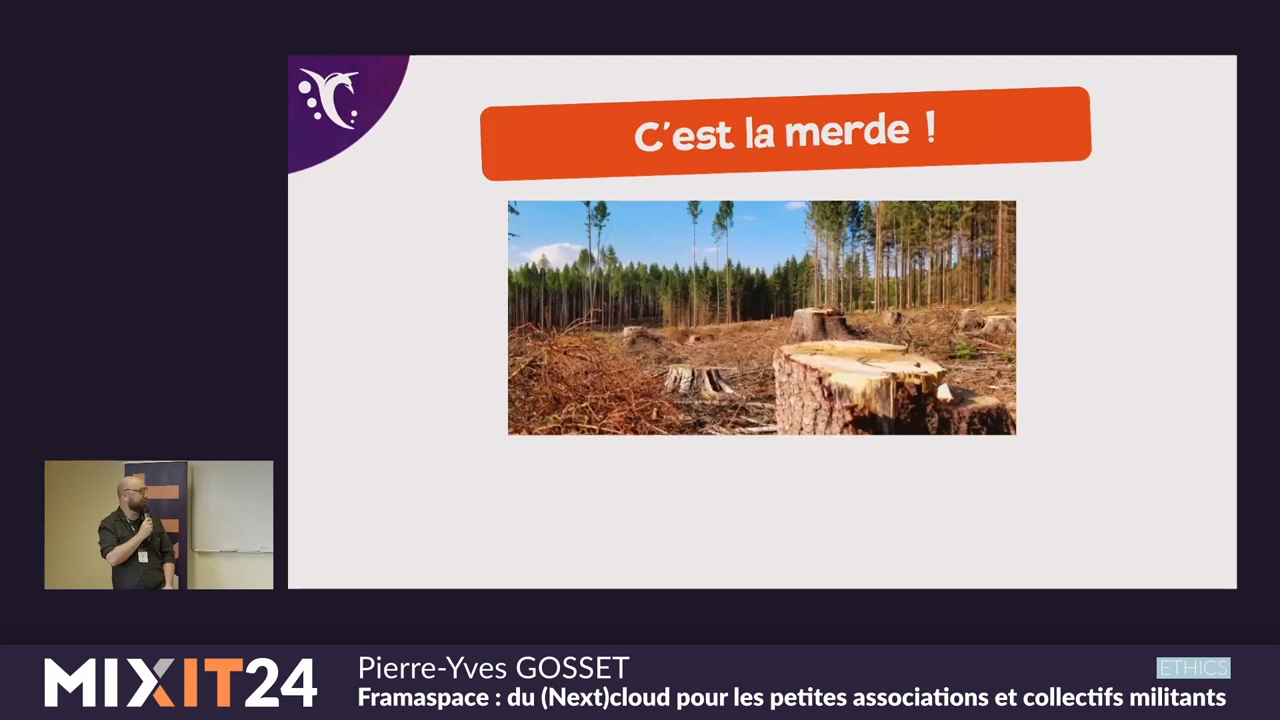 C'est la merde !
MIXIT24
Pierre-Yves GOSSET
ETHICS
Framaspace : du (Next)cloud pour les petites associations et collectifs militants